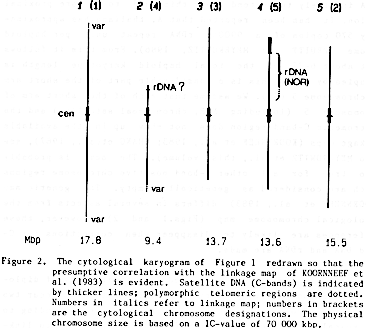 1 (1) 2 (4) 3 (3) 4 (5) 5 (2)
var
rDNA ?
rDNA
(NOR)
cen
var
var
Mbp 17.8 9.4 13.7 13.6 15.5
Figure 2. The cytological karyogram of Figure 1 redrawn so that the
presumptive correlation with the linkage map of KOORNNEEF et
al. (1983) is evident. Satellite DNA (C-bands) is indicated
by thicker lines; polymorphic telomeric regions are dotted.
Numbers in italics refer to linkage map; numbers in brackets
are the cytological chromosome designations. The physical
chromosome size is based on a 1C-value of 70 000 kbp.